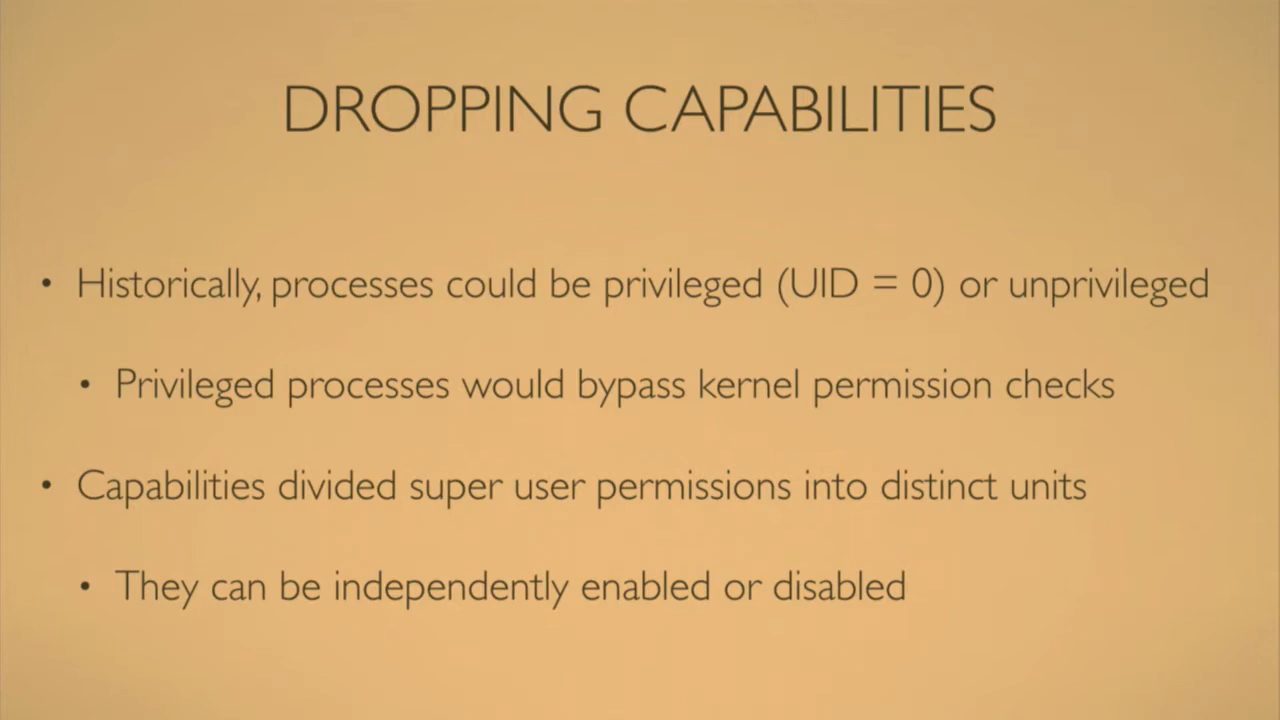 DROPPING CAPABILITIES
• Historically, processes could be privileged (UID = 0) or unprivileged
• Privileged processes would bypass kernel permission checks
• Capabilities divided super user permissions into distinct units
• They can be independently enabled or disabled